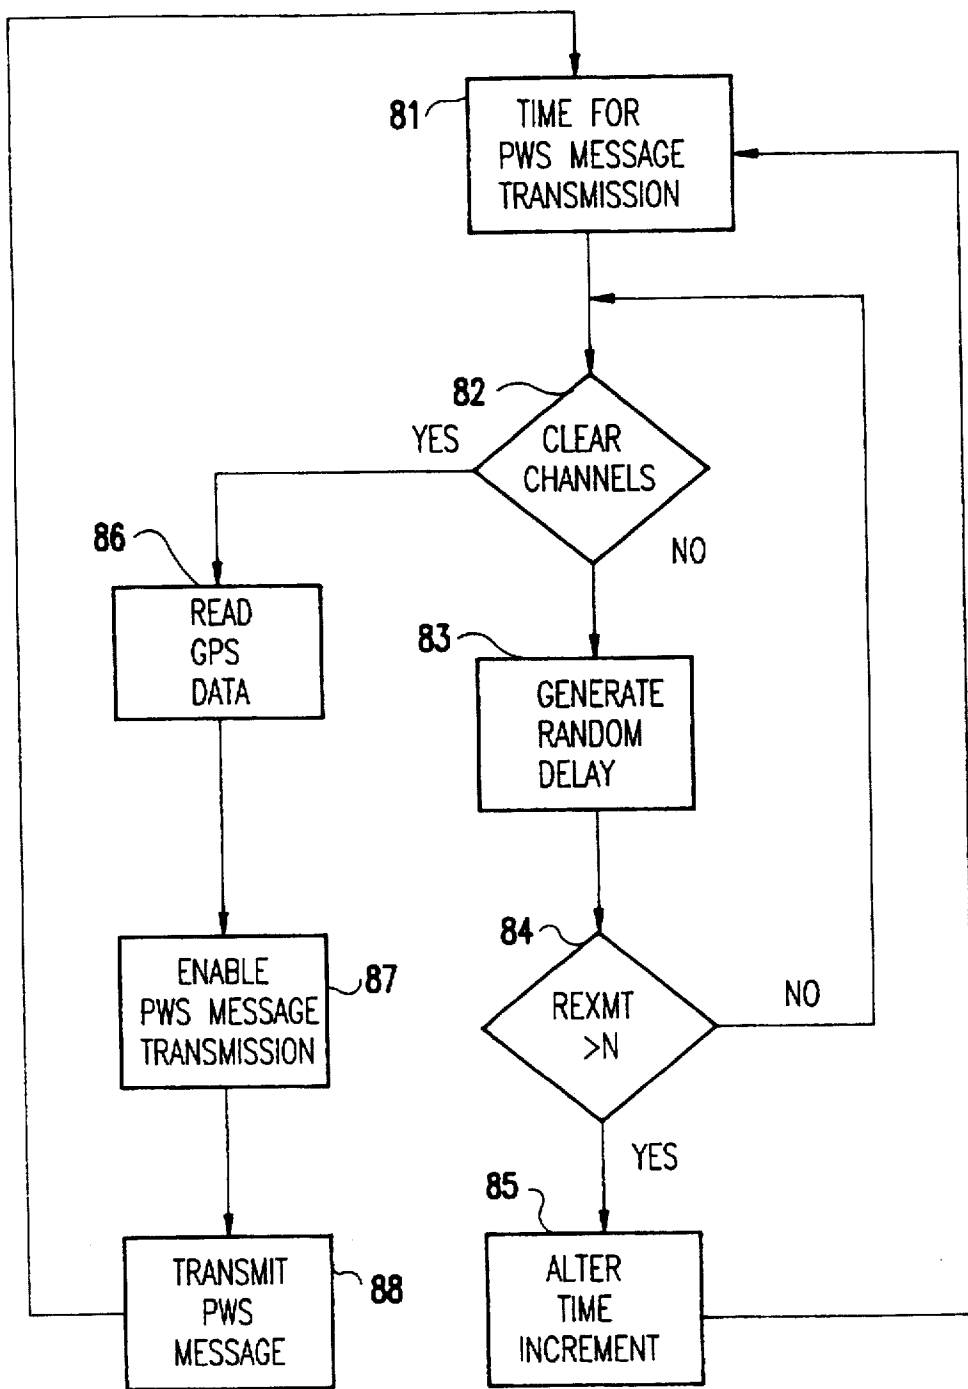 81
TIME FOR
PWS MESSAGE
TRANSMISSION
82
YES
CLEAR
CHANNELS
NO
86
READ
GPS
DATA
83
GENERATE
RANDOM
DELAY
84
REXMT
>N
NO
YES
ENABLE
PWS MESSAGE
TRANSMISSION
87
85
ALTER
TIME
INCREMENT
TRANSMIT
PWS
MESSAGE
88